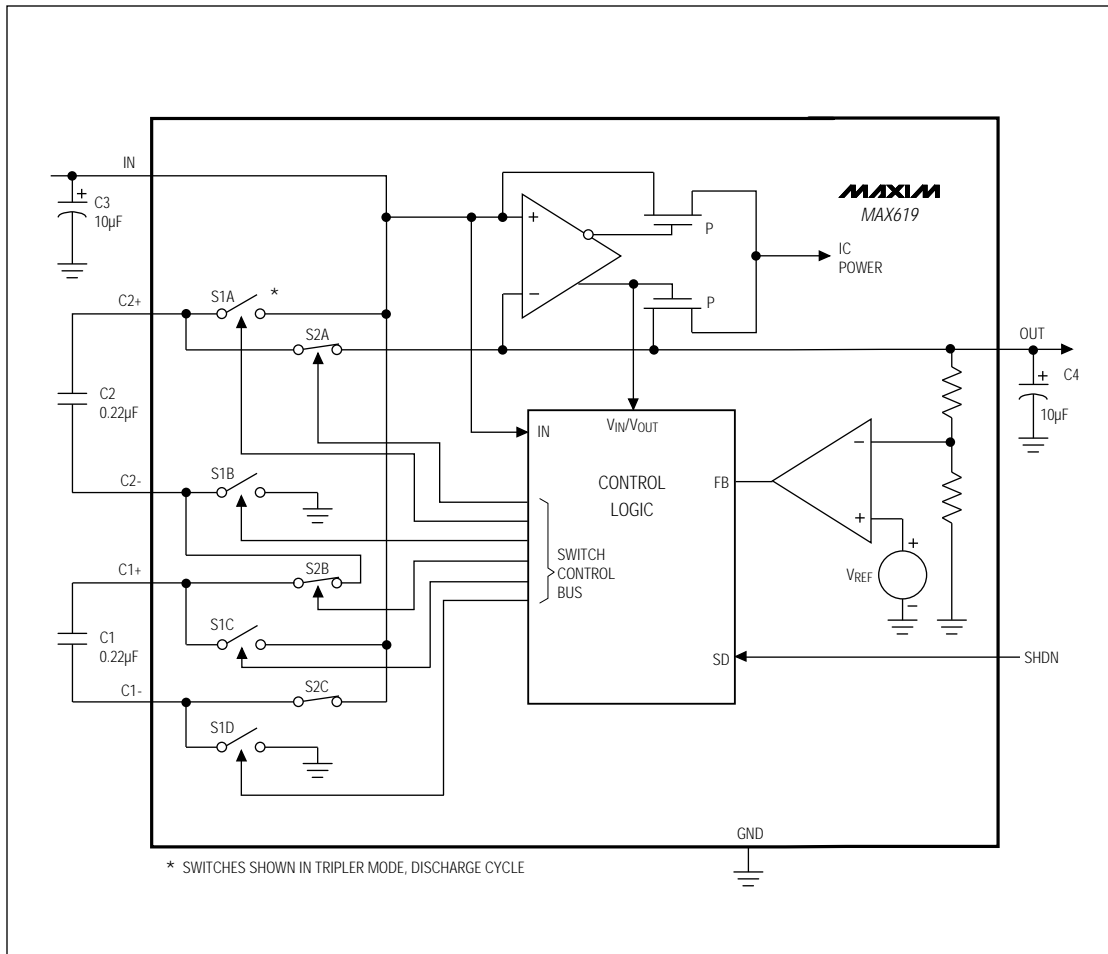 IN
C3
10µF
MAXIM
MAX619
P
IC
POWER
P
C2+
S1A
*
S2A
OUT
C4
10µF
C2
0.22µF
IN
VIN/VOUT
CONTROL
LOGIC
FB
C2-
S1B
SWITCH
CONTROL
BUS
VREF
C1+
S2B
C1
0.22µF
S1C
SD
SHDN
C1-
S2C
S1D
GND
* SWITCHES SHOWN IN TRIPLER MODE, DISCHARGE CYCLE